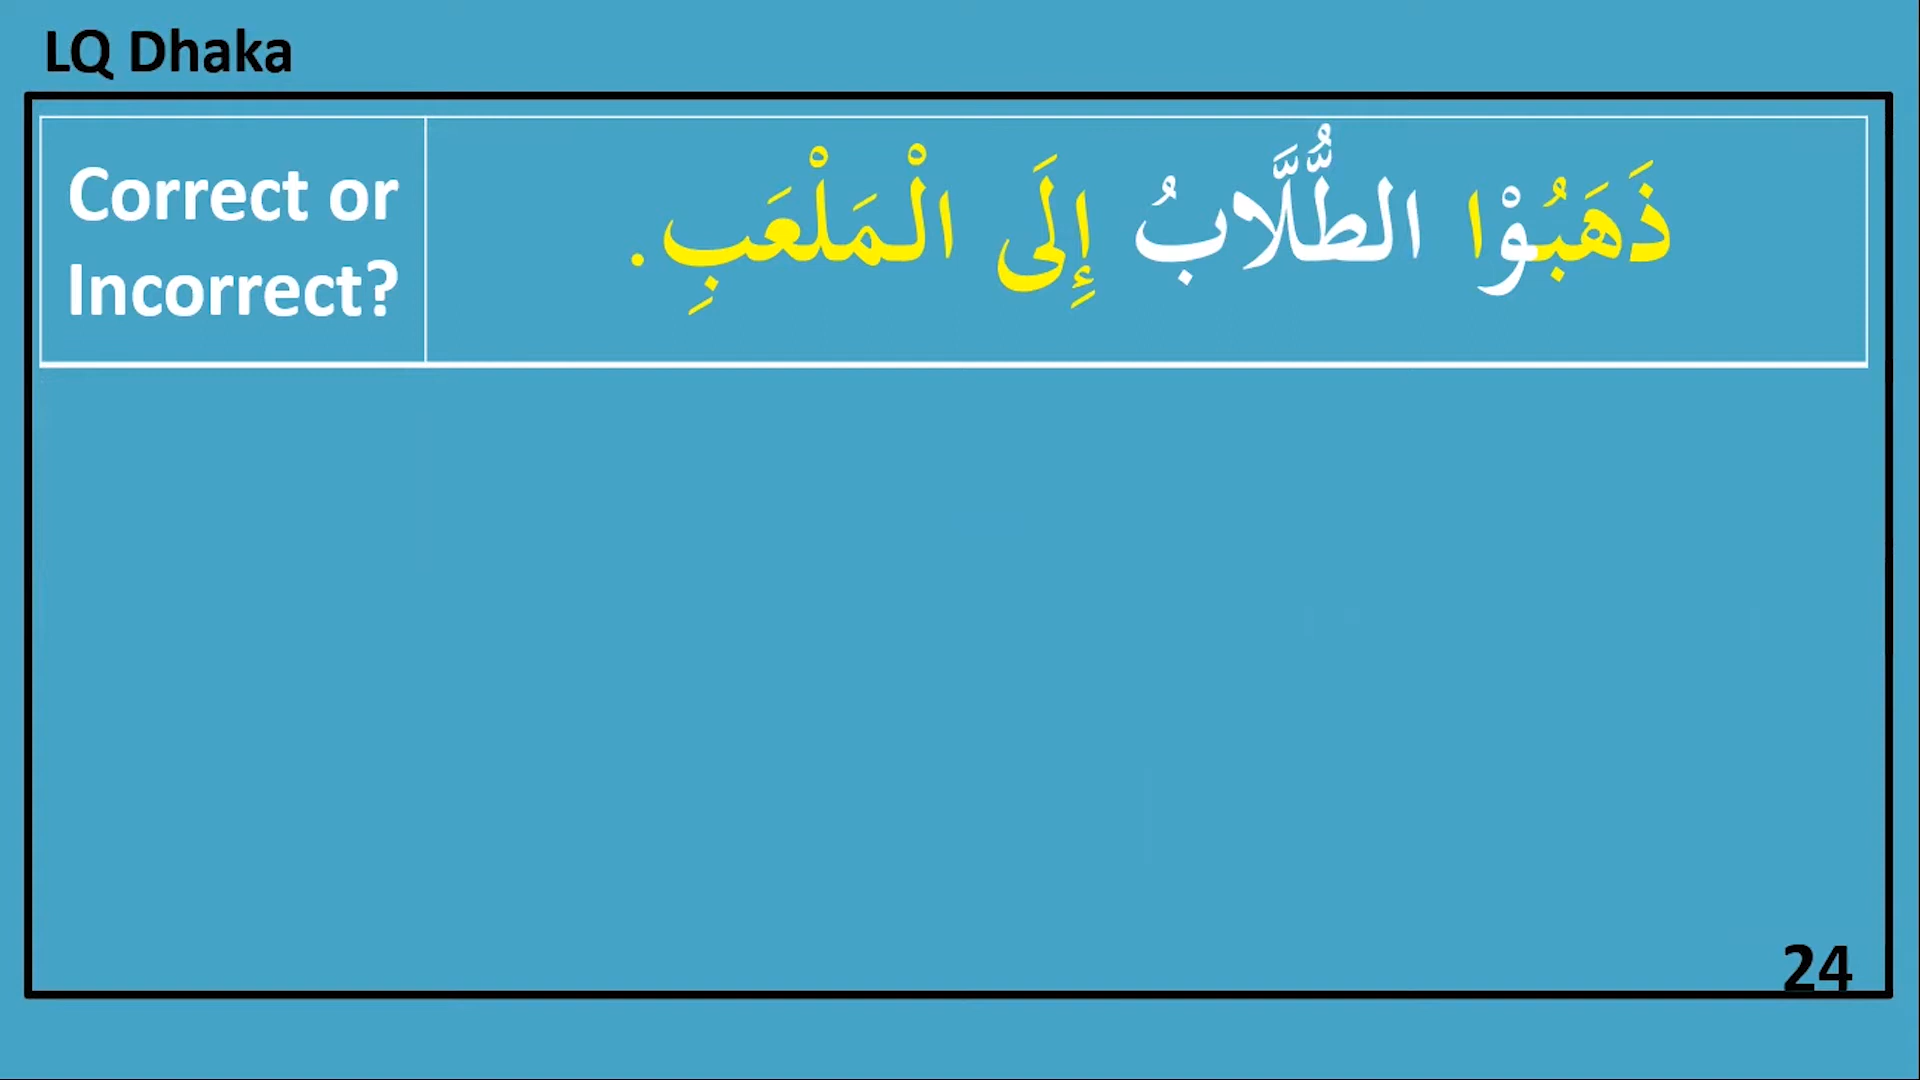 LQ Dhaka
Correct or
Incorrect?
ذَهَبُوْا الطُّلَّابُ إِلَى الْمَلْعَبِ.
24